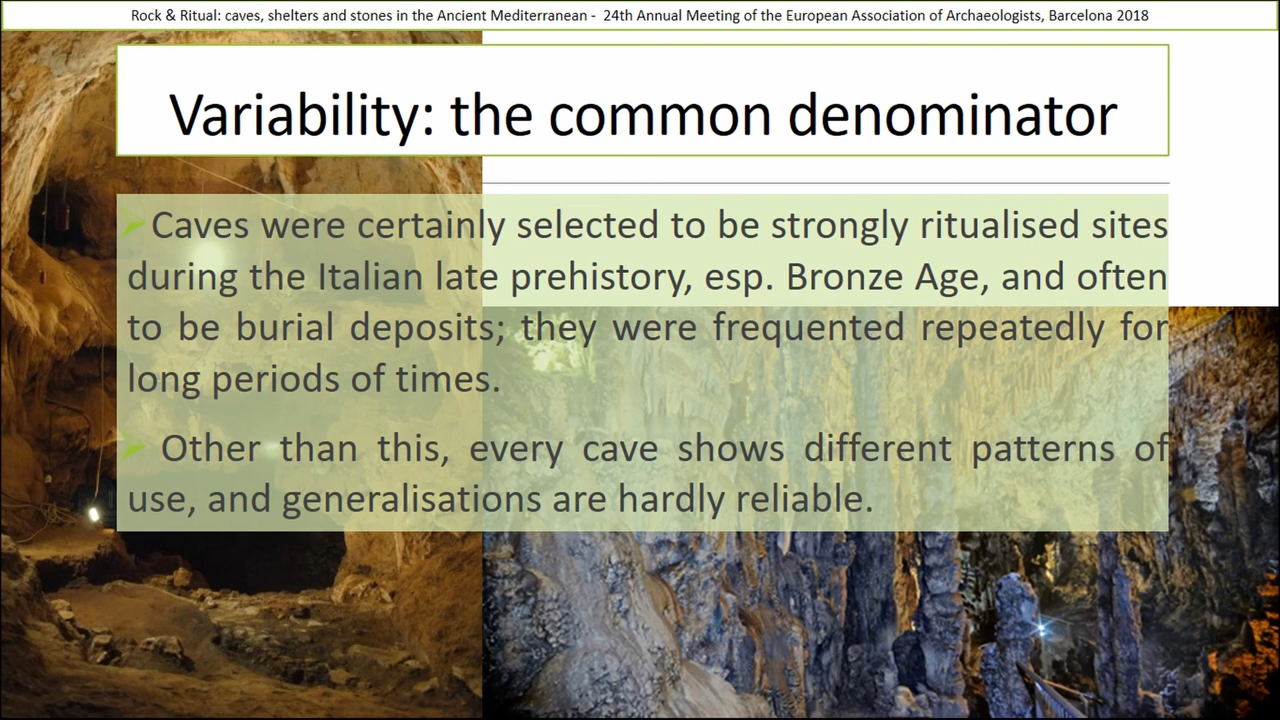 Rock & Ritual: caves, shelters and stones in the Ancient Mediterranean - 24th Annual Meeting of the European Association of Archaeologists, Barcelona 2018
Variability: the common denominator
Caves were certainly selected to be strongly ritualised sites
during the Italian late prehistory, esp. Bronze Age, and often
to be burial deposits; they were frequented repeatedly for
long periods of times.
Other than this, every cave shows different patterns of
use, and generalisations are hardly reliable.